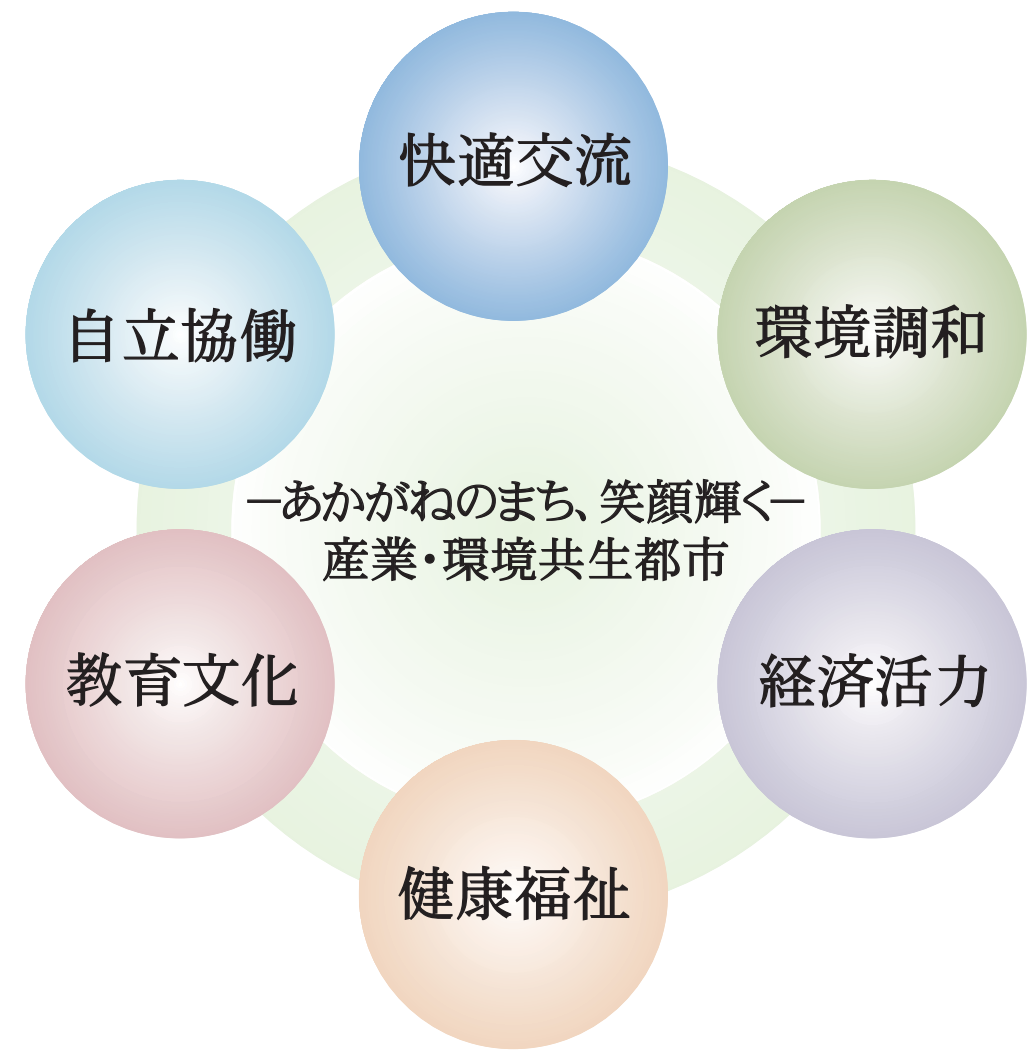 快適交流
自立協働
環境調和
－あかがねのまち、笑顔輝く－
産業・環境共生都市
教育文化
経済活力
健康福祉